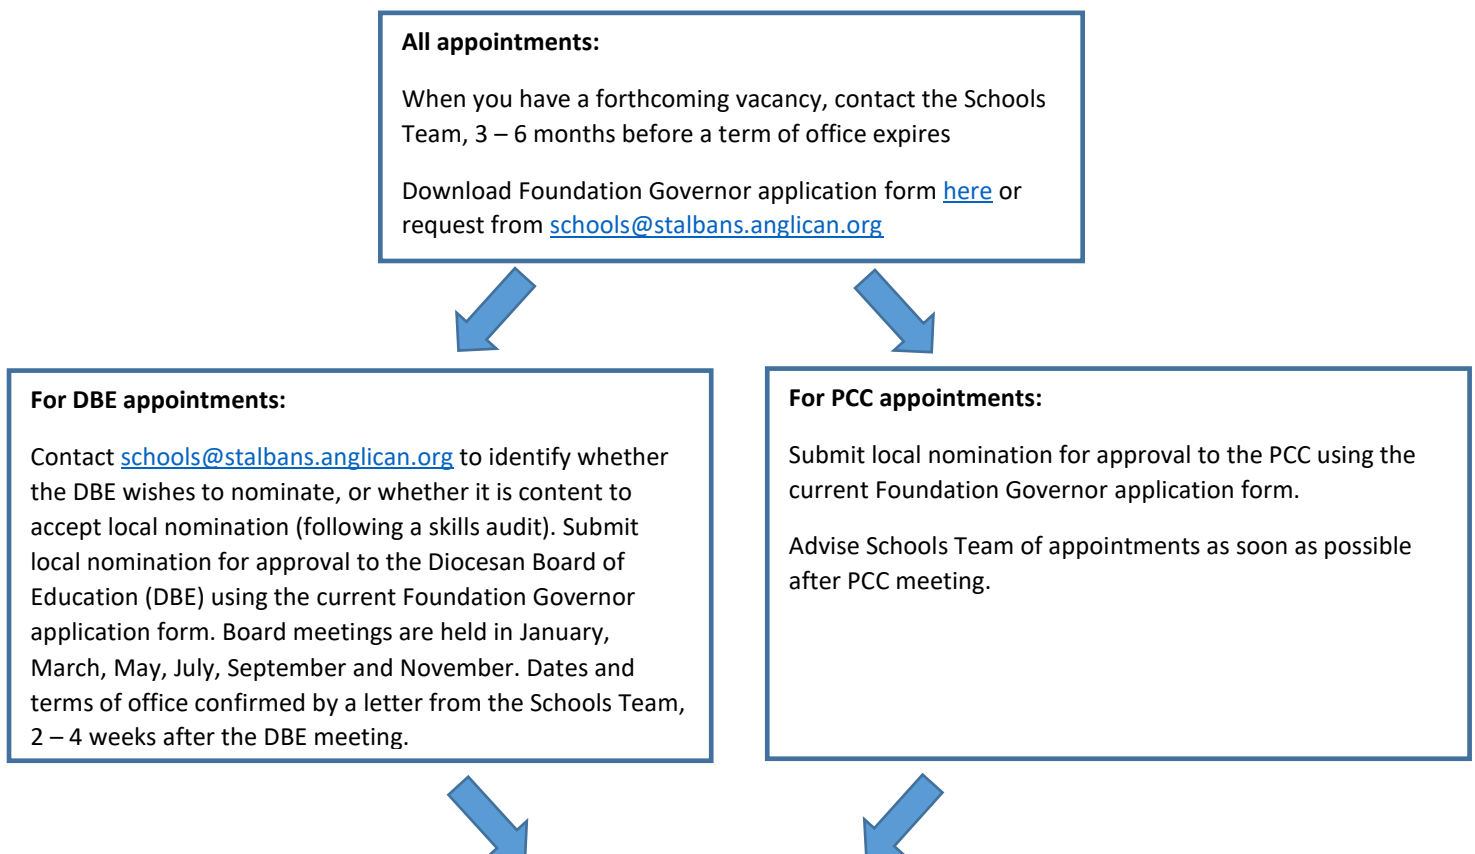 All appointments:
When you have a forthcoming vacancy, contact the Schools
Team, 3 – 6 months before a term of office expires
Download Foundation Governor application form here or
request from schools@stalbans.anglican.org
For DBE appointments:
Contact schools@stalbans.anglican.org to identify whether
the DBE wishes to nominate, or whether it is content to
accept local nomination (following a skills audit). Submit
local nomination for approval to the Diocesan Board of
Education (DBE) using the current Foundation Governor
application form. Board meetings are held in January,
March, May, July, September and November. Dates and
terms of office confirmed by a letter from the Schools Team,
2 – 4 weeks after the DBE meeting.
For PCC appointments:
Submit local nomination for approval to the PCC using the
current Foundation Governor application form.
Advise Schools Team of appointments as soon as possible
after PCC meeting.